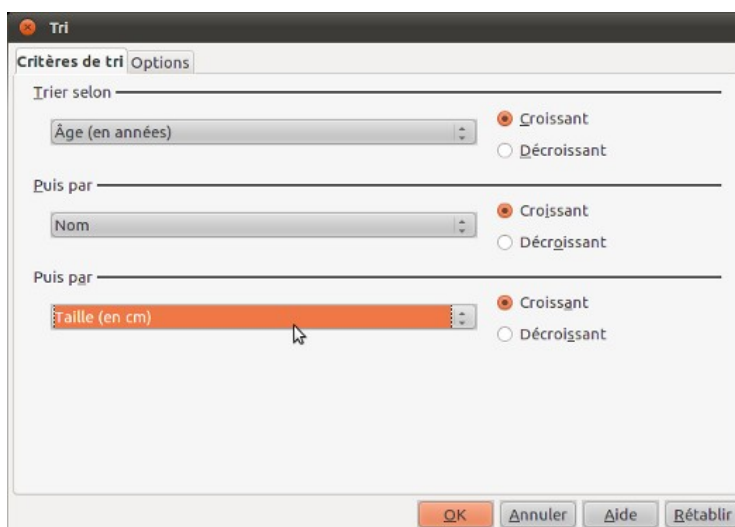 Tri
Critères de tri Options
Trier selon
Âge (en années)
Croissant
Décroissant
Puis par
Nom
Croissant
Décroissant
Puis par
Taille (en cm)
Croissant
Décroissant
OK Annuler Aide Rétablir